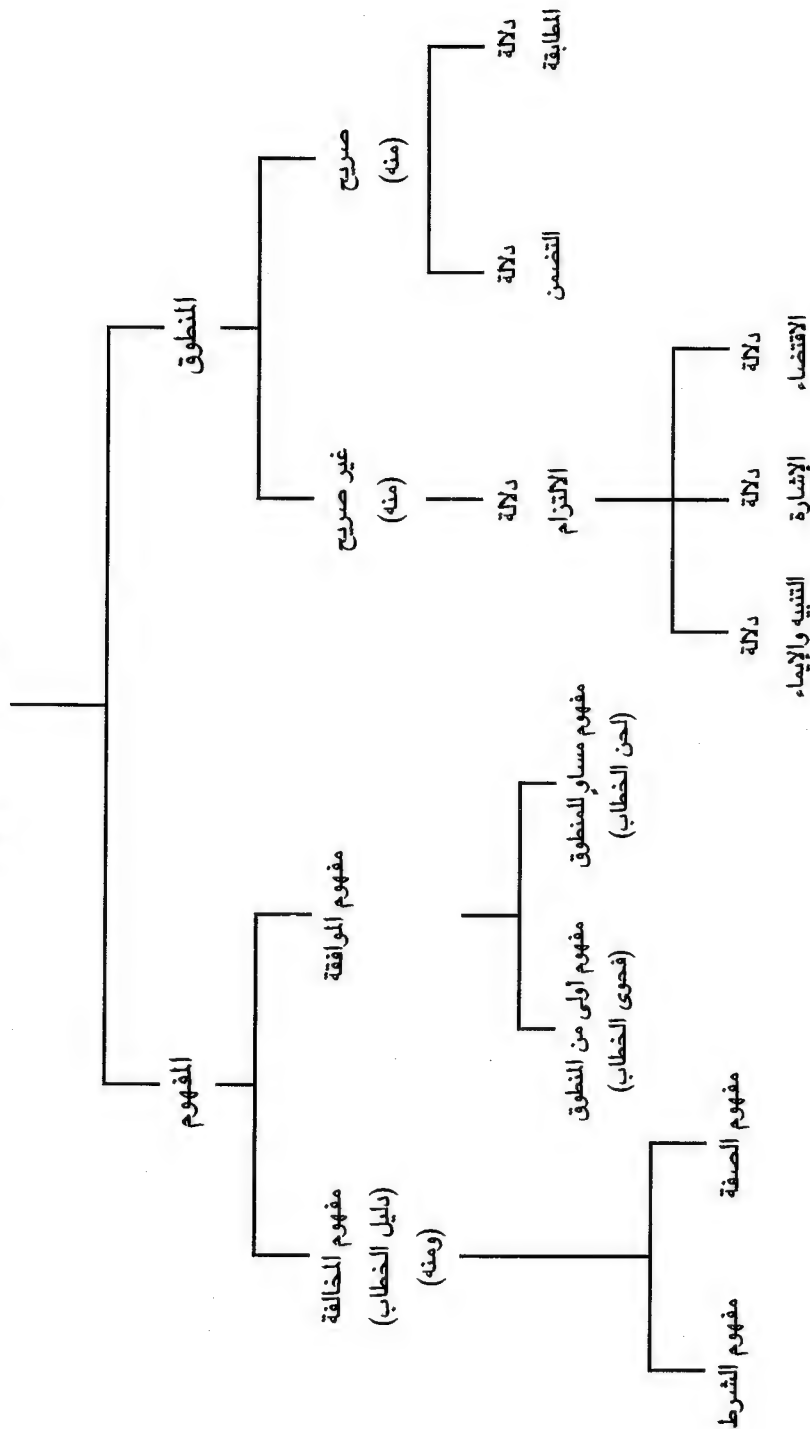 المنطوق
المفهوم
صريح
(منه)
غير صريح
(منه)
مفهوم الموافقة
مفهوم المخالفة
(دليل الخطاب)
(ومنه)
دلالة
المطابقة
دلالة
التضمن
دلالة
الالتزام
مفهوم مساوٍ للمنطوق
(لحن الخطاب)
مفهوم اولى من المنطوق
(فحوى الخطاب)
دلالة
الاقتضاء
دلالة
الإشارة
دلالة
التنبيه والإيماء
مفهوم الصفة
مفهوم الشرط